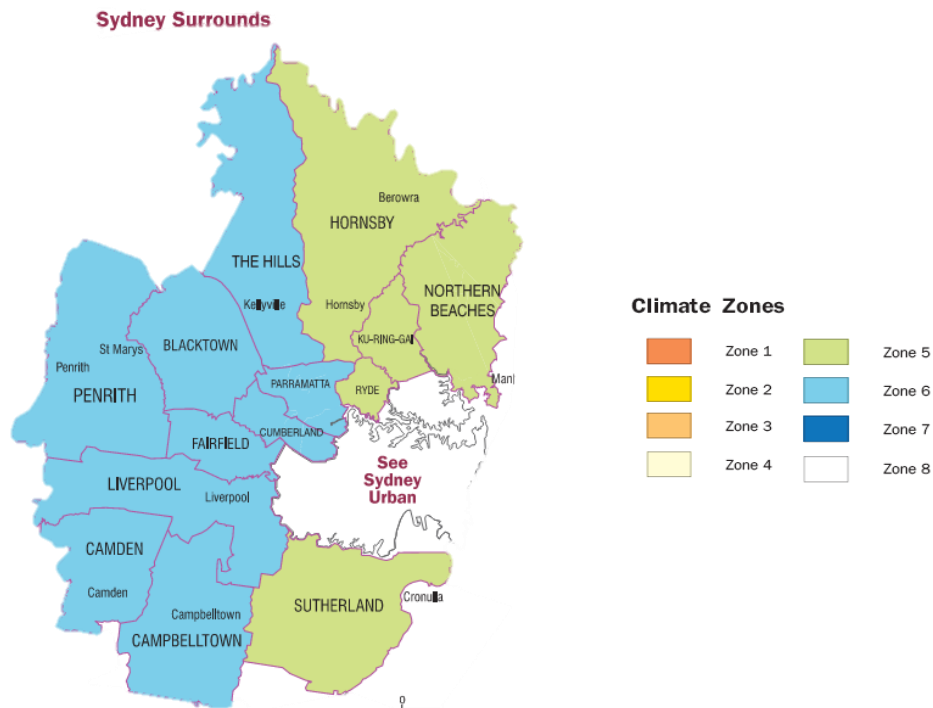 Sydney Surrounds
Berowra
HORNSBY
THE HILLS
NORTHERN
BEACHES
Kellyville
Hornsby
St Marys
BLACKTOWN
KU-RING-GAI
Penrith
PENRITH
PARRAMATTA
RYDE
Manl
CUMBERLAND
FAIRFIELD
See
Sydney
Urban
LIVERPOOL
Liverpool
CAMDEN
Camden
Campbelltown
CAMPBELLTOWN
SUTHERLAND
Cronulla
0
Climate Zones
Zone 1
Zone 2
Zone 3
Zone 4
Zone 5
Zone 6
Zone 7
Zone 8